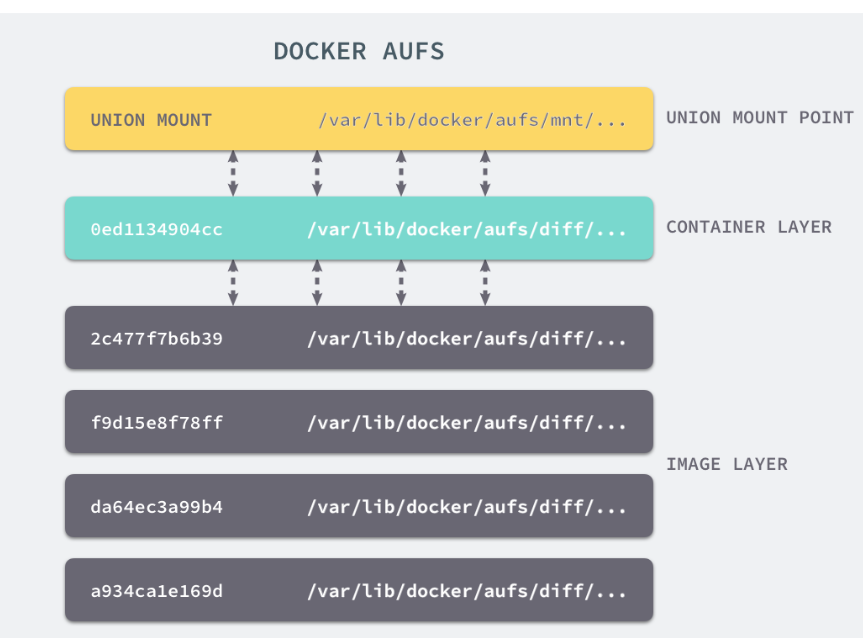 DOCKER AUFS
UNION MOUNT /var/lib/docker/aufs/mnt/... UNION MOUNT POINT
0ed1134904cc /var/lib/docker/aufs/diff/... CONTAINER LAYER
2c477f7b6b39 /var/lib/docker/aufs/diff/...
f9d15e8f78ff /var/lib/docker/aufs/diff/...
IMAGE LAYER
da64ec3a99b4 /var/lib/docker/aufs/diff/...
a934ca1e169d /var/lib/docker/aufs/diff/...